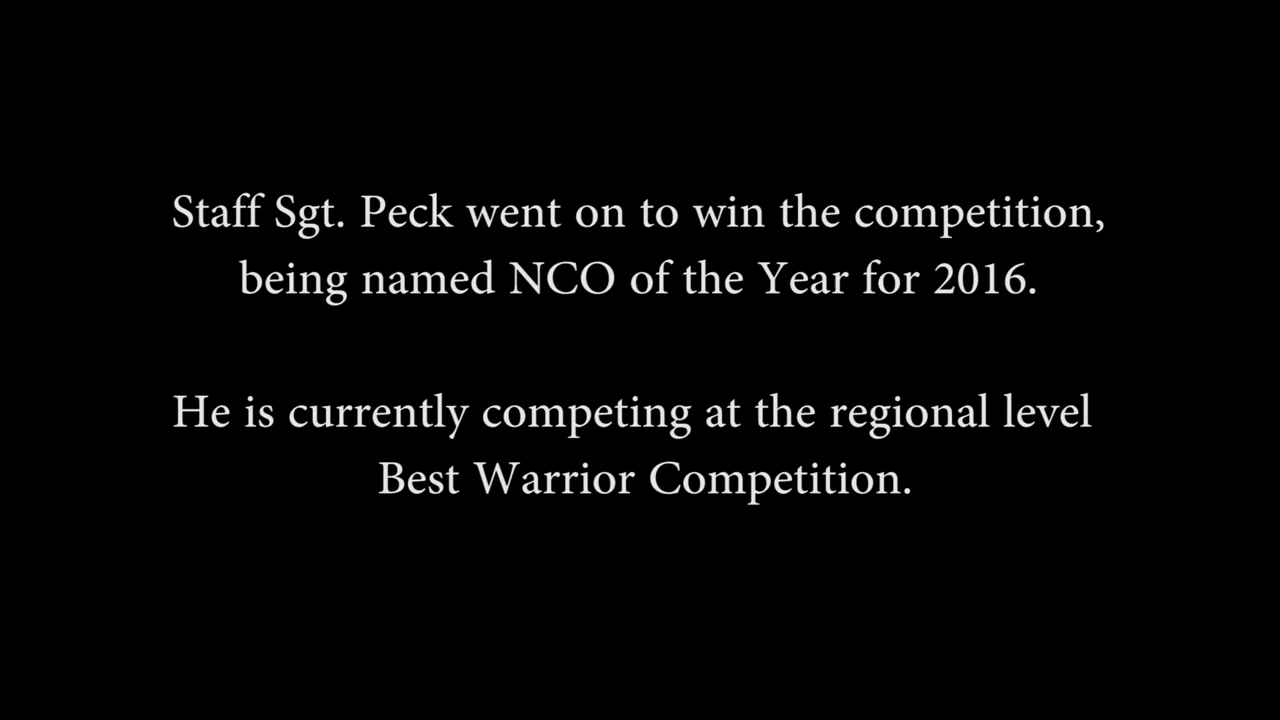 Staff Sgt. Peck went on to win the competition,
being named NCO of the Year for 2016.
He is currently competing at the regional level
Best Warrior Competition.